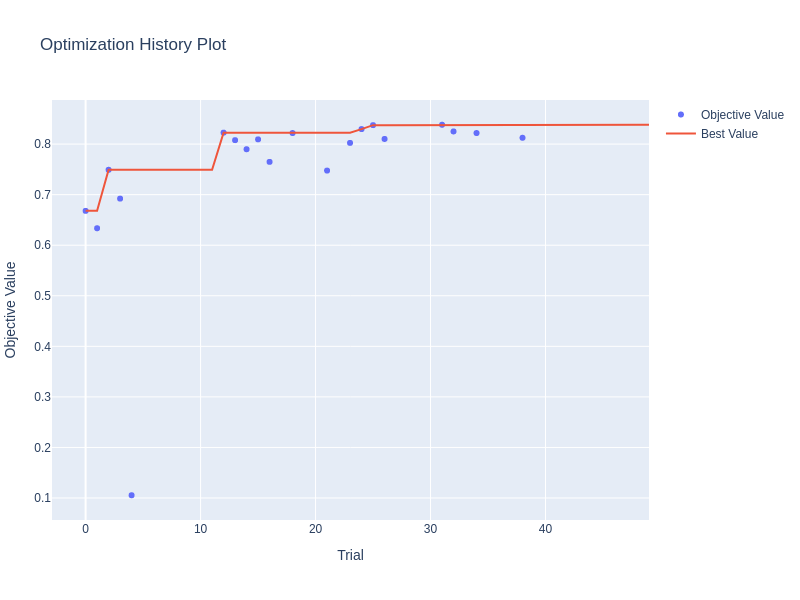 Optimization History Plot
Objective Value
Best Value
0.8
0.7
0.6
0.5
0.4
0.3
0.2
0.1
Objective Value
0 10 20 30 40
Trial